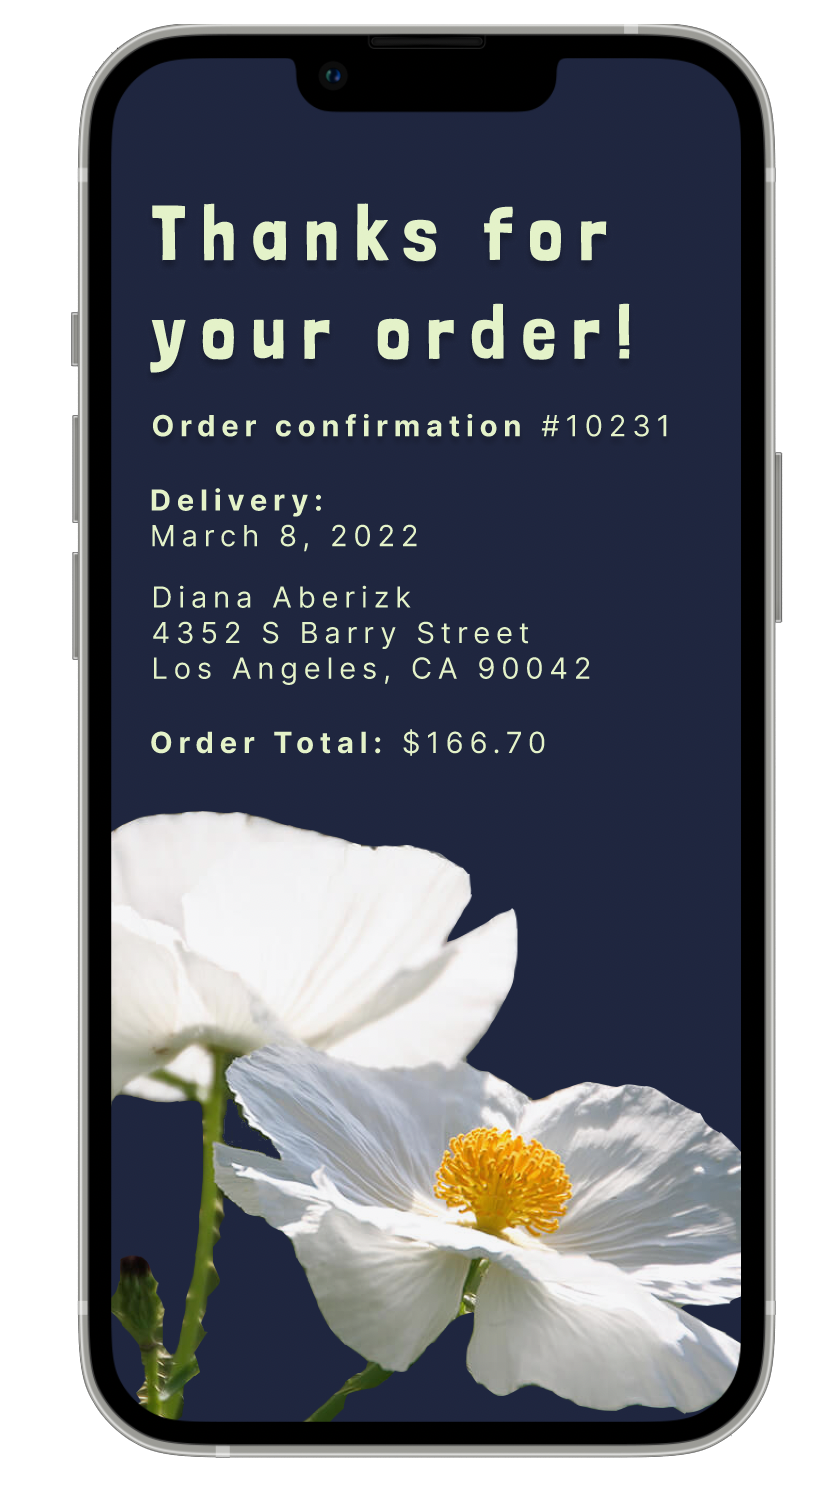 Thanks for
your order!
Order confirmation #10231
Delivery:
March 8, 2022
Diana Aberizk
4352 S Barry Street
Los Angeles, CA 90042
Order Total: $166.70